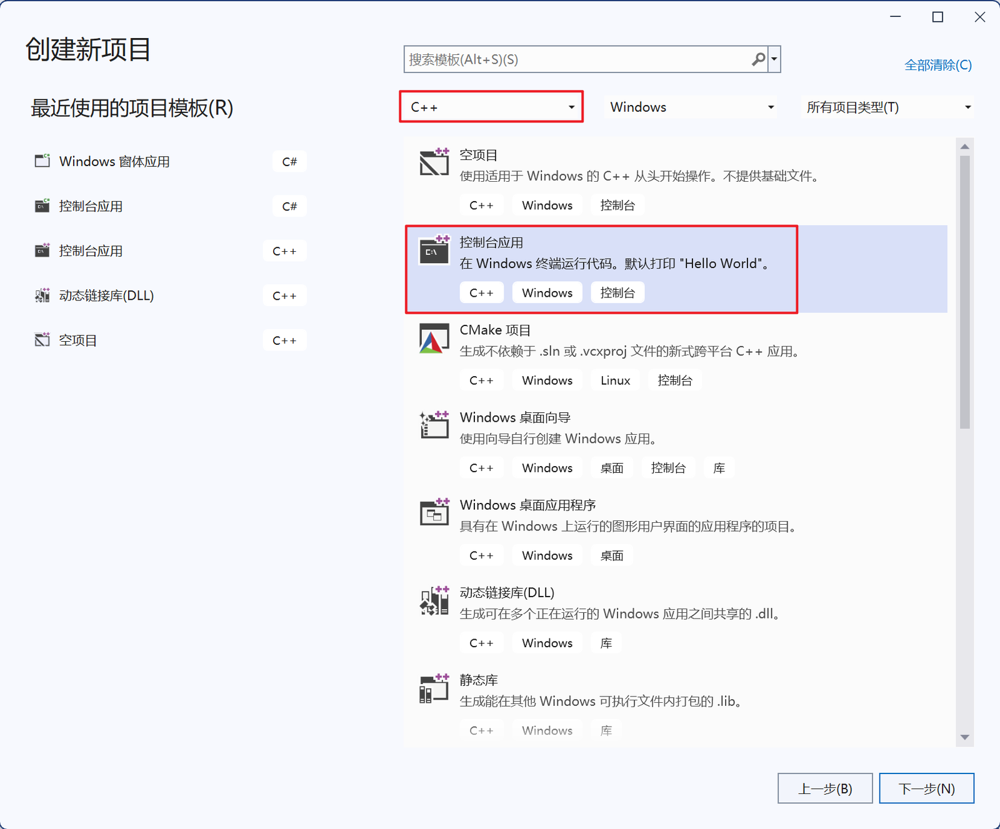 创建新项目
搜索模板(Alt+S)(S)
全部清除(C)
最近使用的项目模板(R)
C++
Windows
所有项目类型(T)
Windows 窗体应用
C#
控制台应用
C#
控制台应用
C++
动态链接库(DLL)
C++
空项目
C++
空项目
使用适用于 Windows 的 C++ 从头开始操作。不提供基础文件。
C++ Windows 控制台
控制台应用
在 Windows 终端运行代码。默认打印 "Hello World"。
C++ Windows 控制台
CMake 项目
生成不依赖于 .sln 或 .vcxproj 文件的新式跨平台 C++ 应用。
C++ Windows Linux 控制台
Windows 桌面向导
使用向导自行创建 Windows 应用。
C++ Windows 桌面 控制台 库
Windows 桌面应用程序
具有在 Windows 上运行的图形用户界面的应用程序的项目。
C++ Windows 桌面
动态链接库(DLL)
生成可在多个正在运行的 Windows 应用之间共享的 .dll。
C++ Windows 库
静态库
生成能在其他 Windows 可执行文件内打包的 .lib。
C++ Windows 库
上一步(B)
下一步(N)